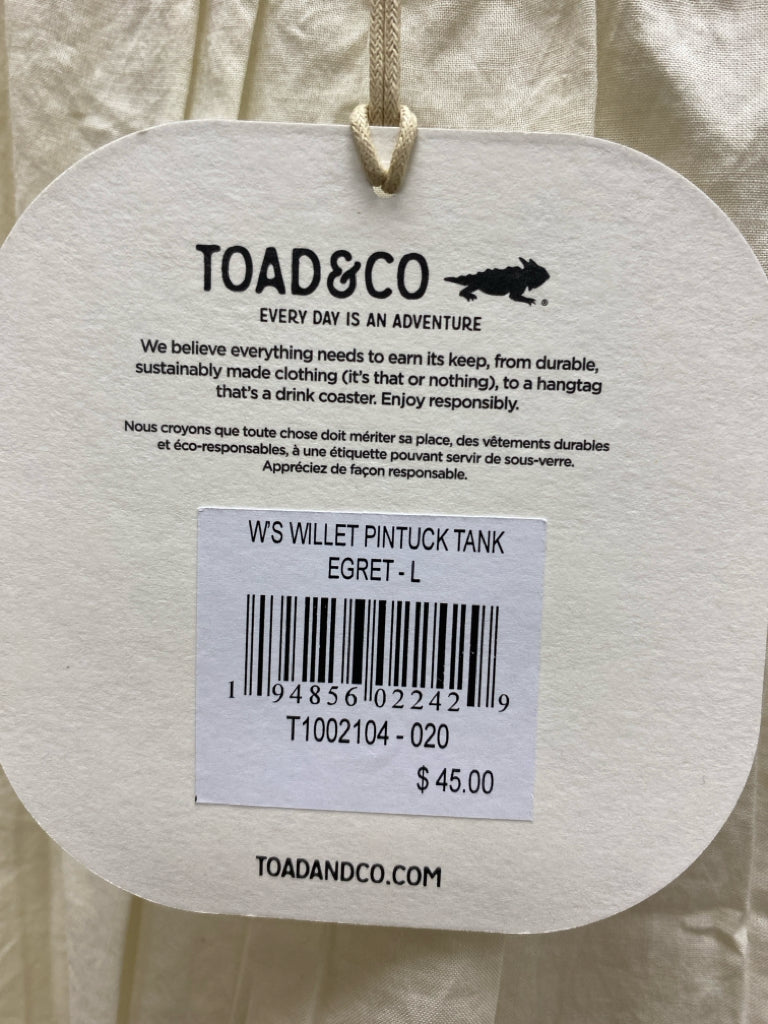 TOAD&CO
EVERY DAY IS AN ADVENTURE
We believe everything needs to earn its keep, from durable,
sustainably made clothing (it's that or nothing), to a hangtag
that's a drink coaster. Enjoy responsibly.
Nous croyons que toute chose doit mériter sa place, des vêtements durables
et éco-responsables, à une étiquette pouvant servir de sous-verre.
Appréciez de façon responsable.
W'S WILLET PINTUCK TANK
EGRET - L
1 94856 02242 9
T1002104 - 020
$ 45.00
TOADANDCO.COM